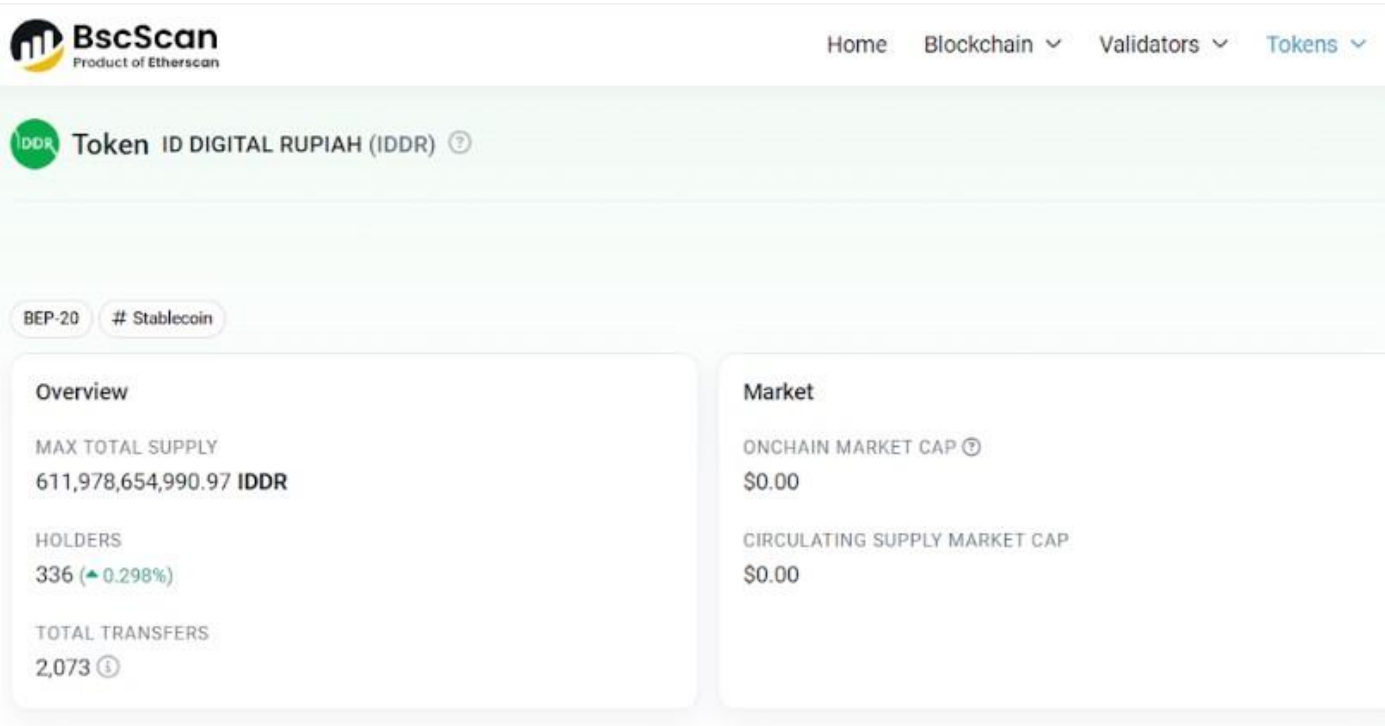 BscScan
Product of Etherscan
Home Blockchain Validators Tokens
IDDR Token ID DIGITAL RUPIAH (IDDR) ?
BEP-20 # Stablecoin
Overview
MAX TOTAL SUPPLY
611,978,654,990.97 IDDR
HOLDERS
336 (▲ 0.298%)
TOTAL TRANSFERS
2,073 i
Market
ONCHAIN MARKET CAP ?
$0.00
CIRCULATING SUPPLY MARKET CAP
$0.00